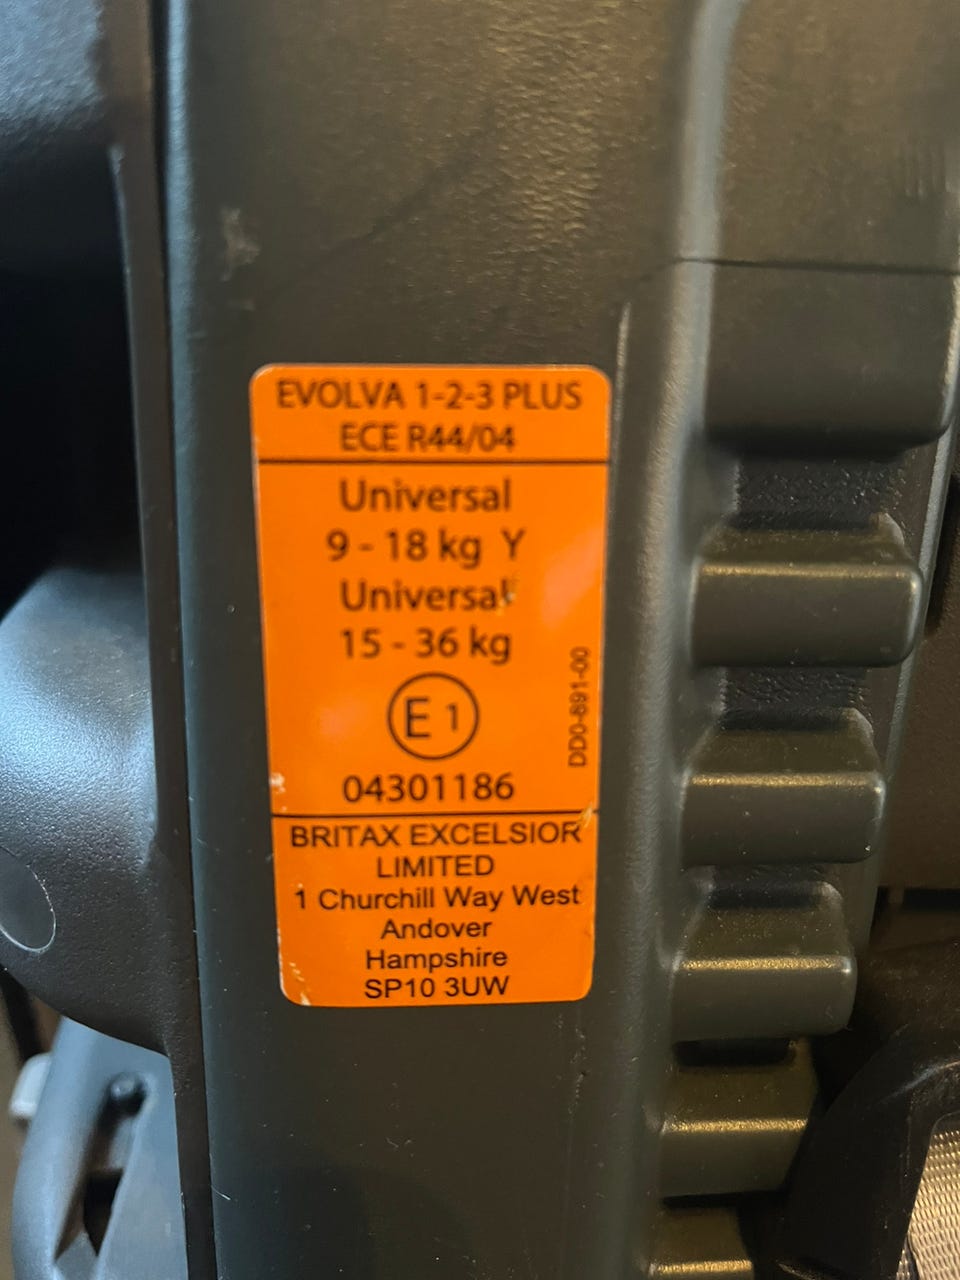 EVOLVA 1-2-3 PLUS
ECE R44/04
Universal
9 - 18 kg Y
Universal
15 - 36 kg
E 1
DD0-891-00
04301186
BRITAX EXCELSIOR
LIMITED
1 Churchill Way West
Andover
Hampshire
SP10 3UW